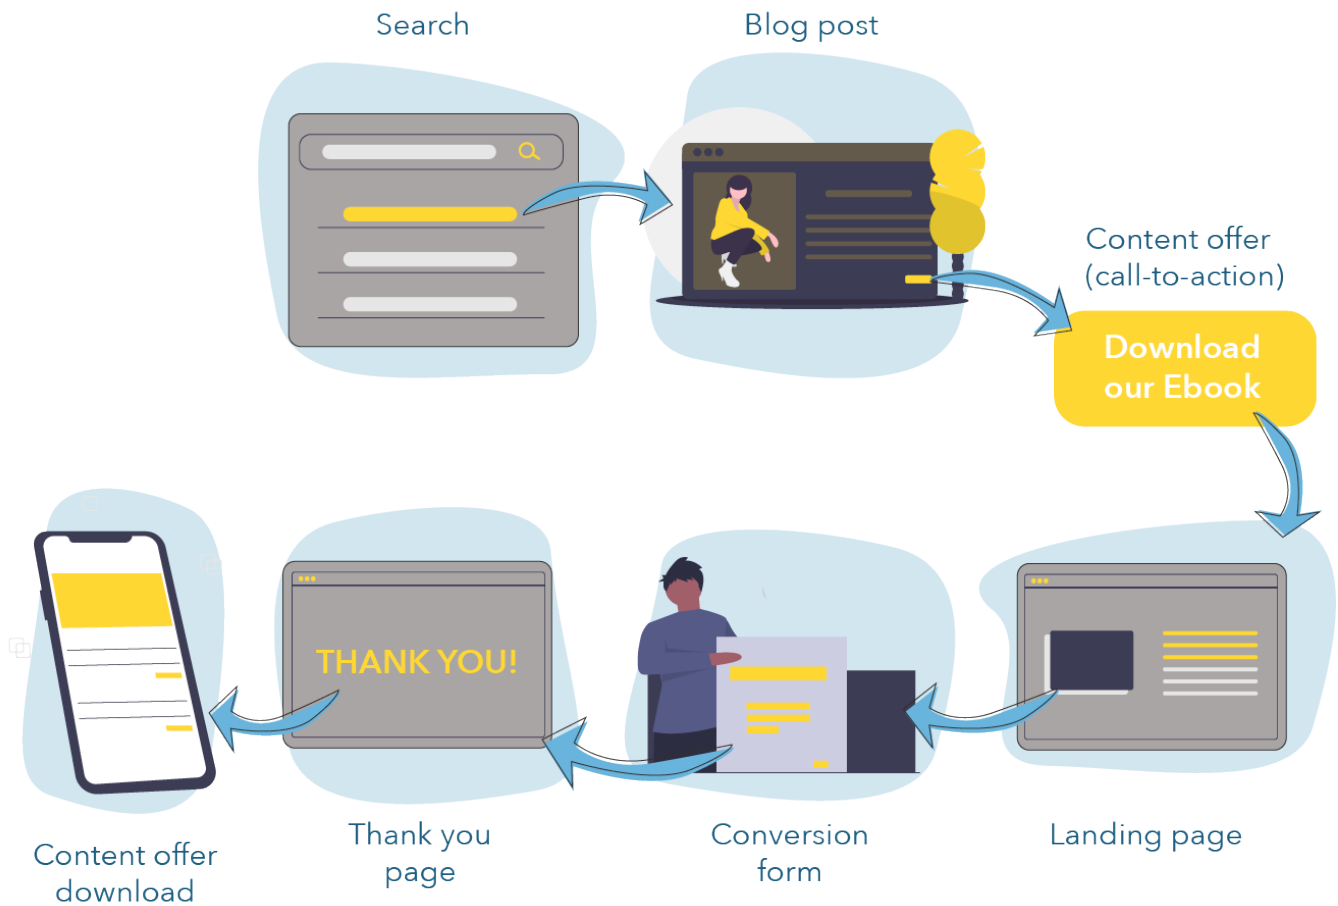 Search
Blog post
Content offer
(call-to-action)
Download
our Ebook
THANK YOU!
Content offer
download
Thank you
page
Conversion
form
Landing page